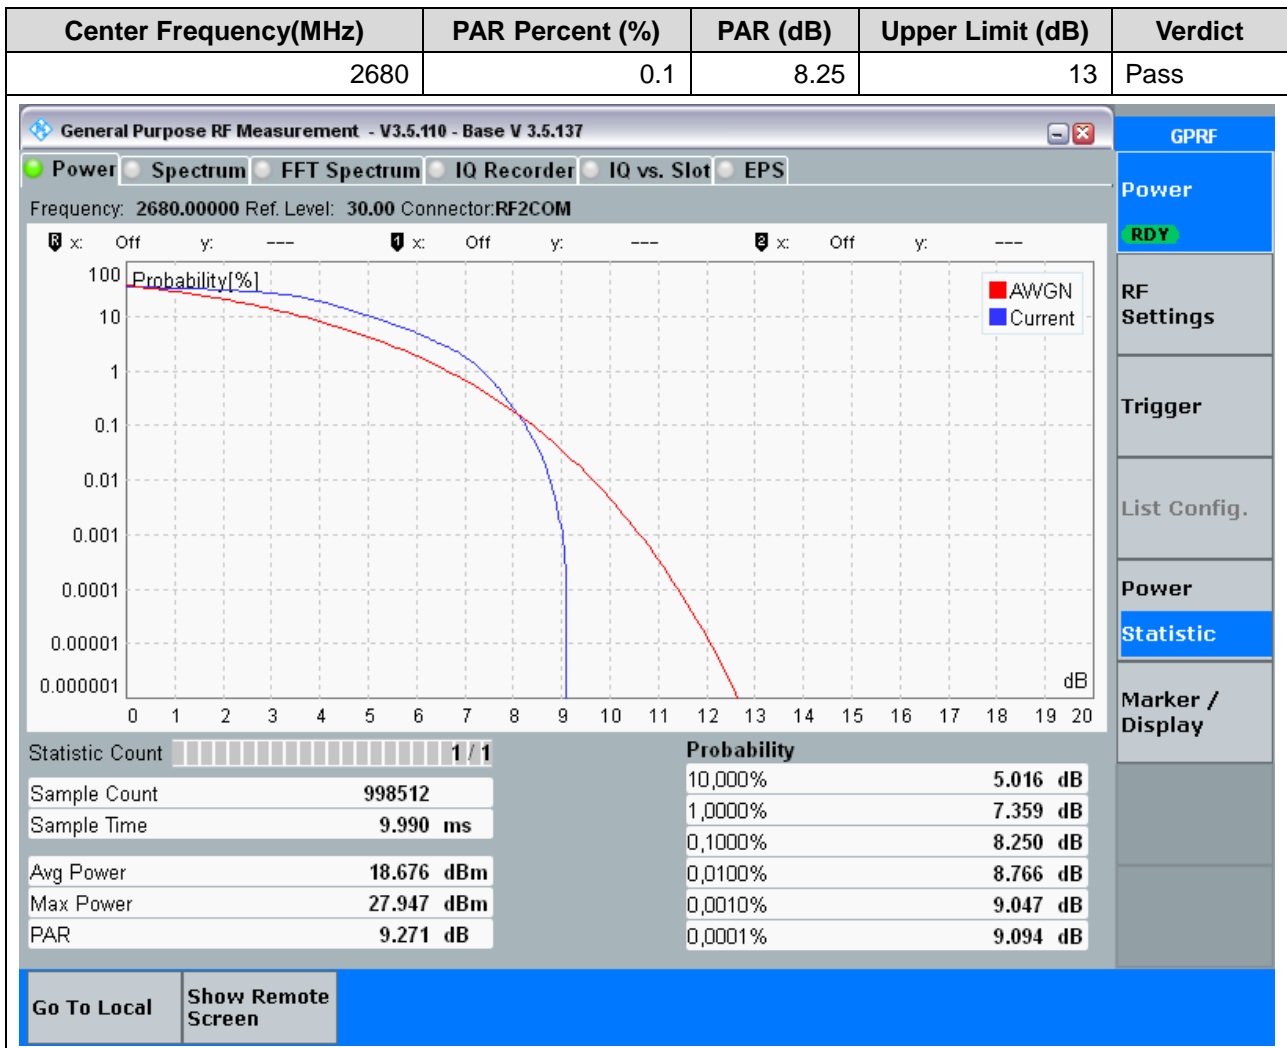 Center Frequency(MHz) PAR Percent (%) PAR (dB) Upper Limit (dB) Verdict
2680 0.1 8.25 13 Pass
General Purpose RF Measurement - V3.5.110 - Base V 3.5.137
GPRF
Power Spectrum FFT Spectrum IQ Recorder IQ vs. Slot EPS
Frequency: 2680.00000 Ref. Level: 30.00 Connector:RF2COM
R x: Off y: --- 1 x: Off y: --- 2 x: Off y: ---
Probability[%]
100
10
1
0.1
0.01
0.001
0.0001
0.00001
0.000001
AWGN
Current
dB
0 1 2 3 4 5 6 7 8 9 10 11 12 13 14 15 16 17 18 19 20
Statistic Count 1 / 1
Sample Count 998512
Sample Time 9.990 ms
Avg Power 18.676 dBm
Max Power 27.947 dBm
PAR 9.271 dB
Probability
10,000% 5.016 dB
1,0000% 7.359 dB
0,1000% 8.250 dB
0,0100% 8.766 dB
0,0010% 9.047 dB
0,0001% 9.094 dB
Power
RDY
RF
Settings
Trigger
List Config.
Power
Statistic
Marker /
Display
Go To Local
Show Remote
Screen